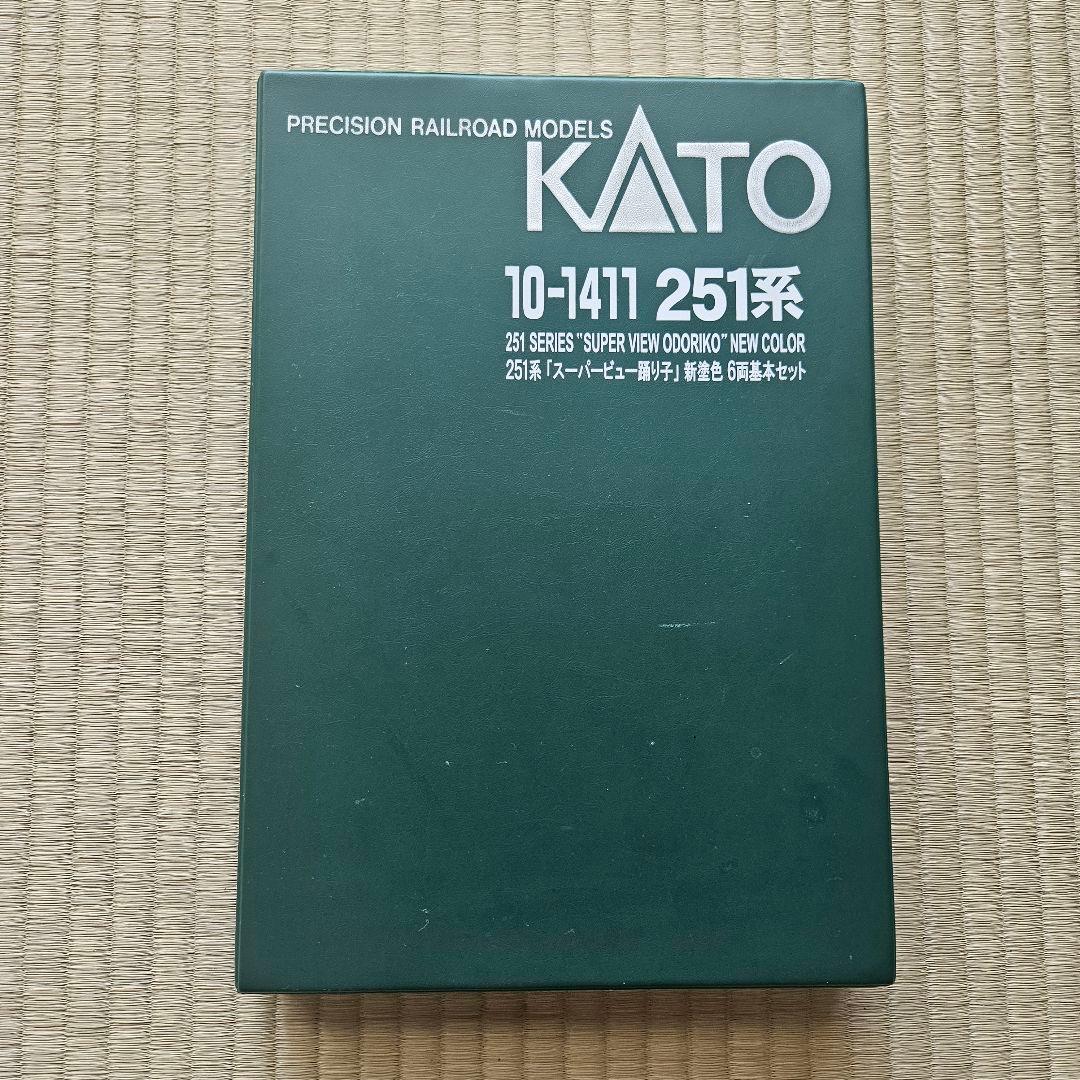 PRECISION RAILROAD MODELS
KATO
10-1411 251系
251 SERIES "SUPER VIEW ODORIKO" NEW COLOR
251系「スーパービュー踊り子」新塗色 6両基本セット